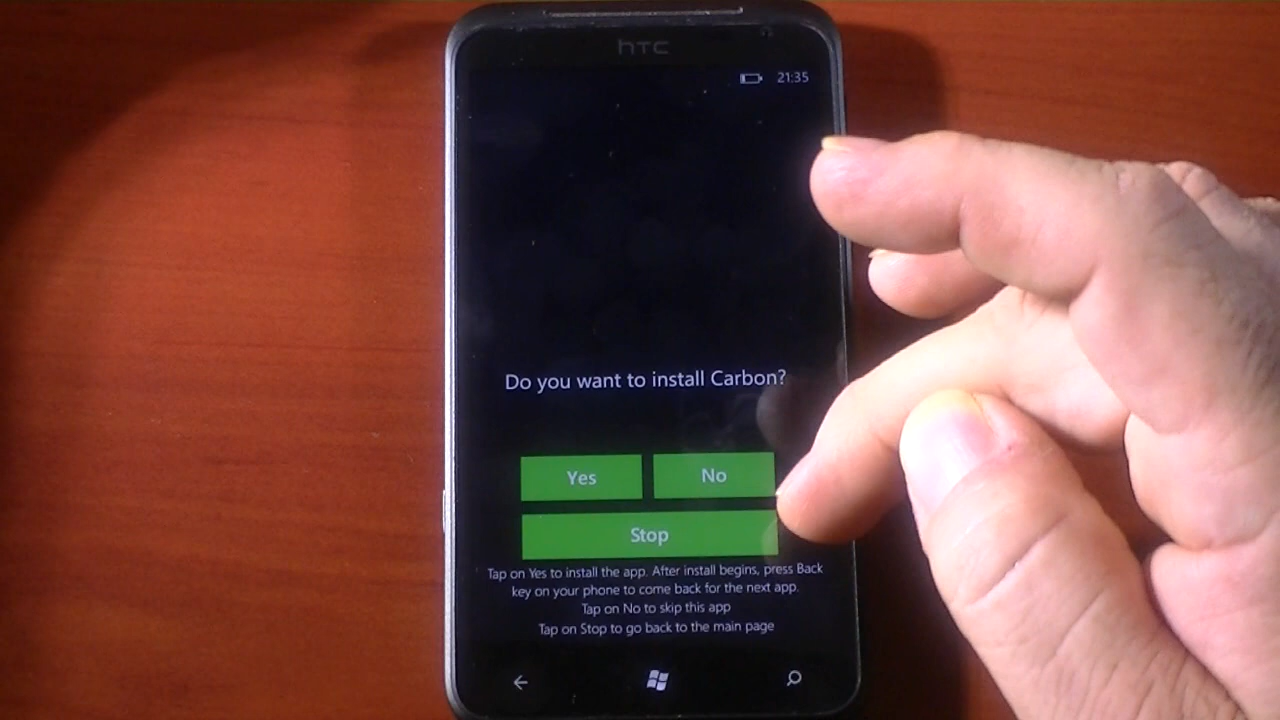 hTC
21:35
Do you want to install Carbon?
Yes
No
Stop
Tap on Yes to install the app. After install begins, press Back
key on your phone to come back for the next app.
Tap on No to skip this app
Tap on Stop to go back to the main page